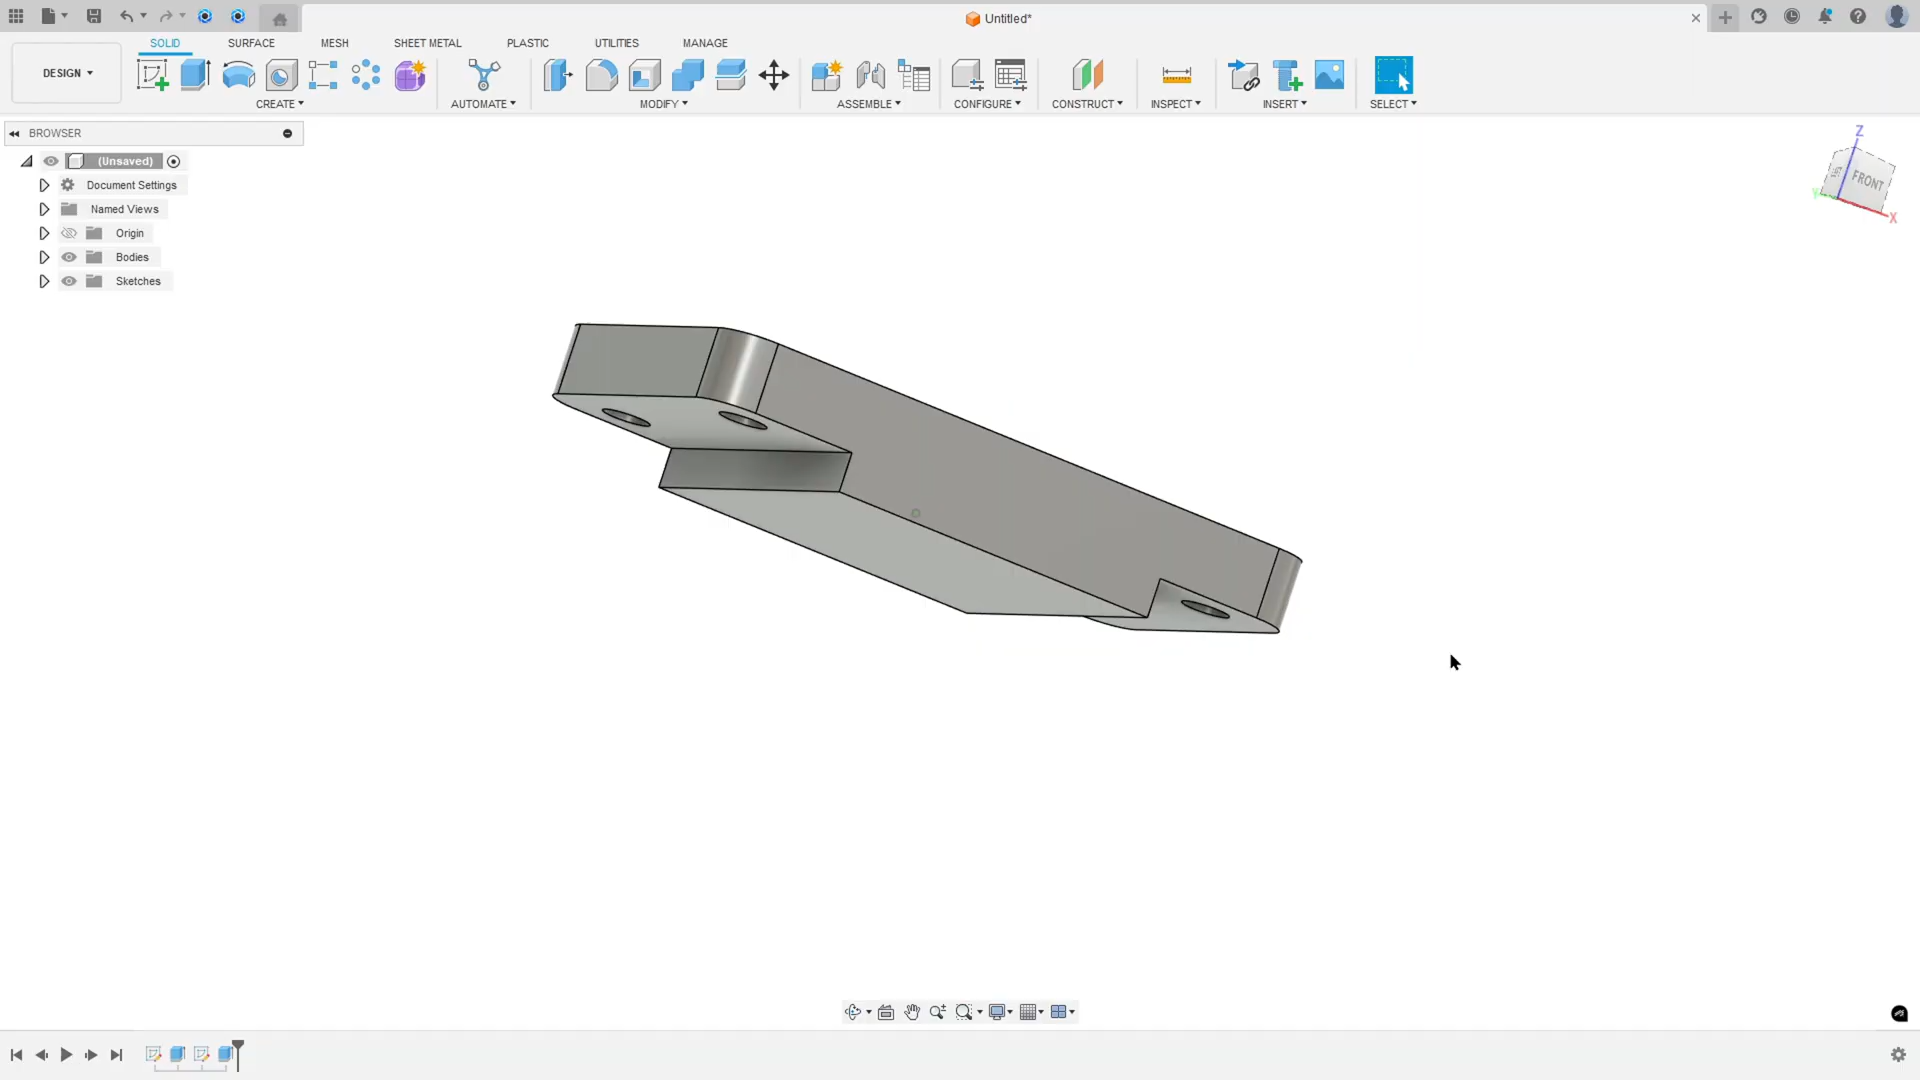 Untitled*
DESIGN
SOLID
SURFACE
MESH
SHEET METAL
PLASTIC
UTILITIES
MANAGE
CREATE
AUTOMATE
MODIFY
ASSEMBLE
CONFIGURE
CONSTRUCT
INSPECT
INSERT
SELECT
BROWSER
(Unsaved)
Document Settings
Named Views
Origin
Bodies
Sketches
Z
FRONT
X